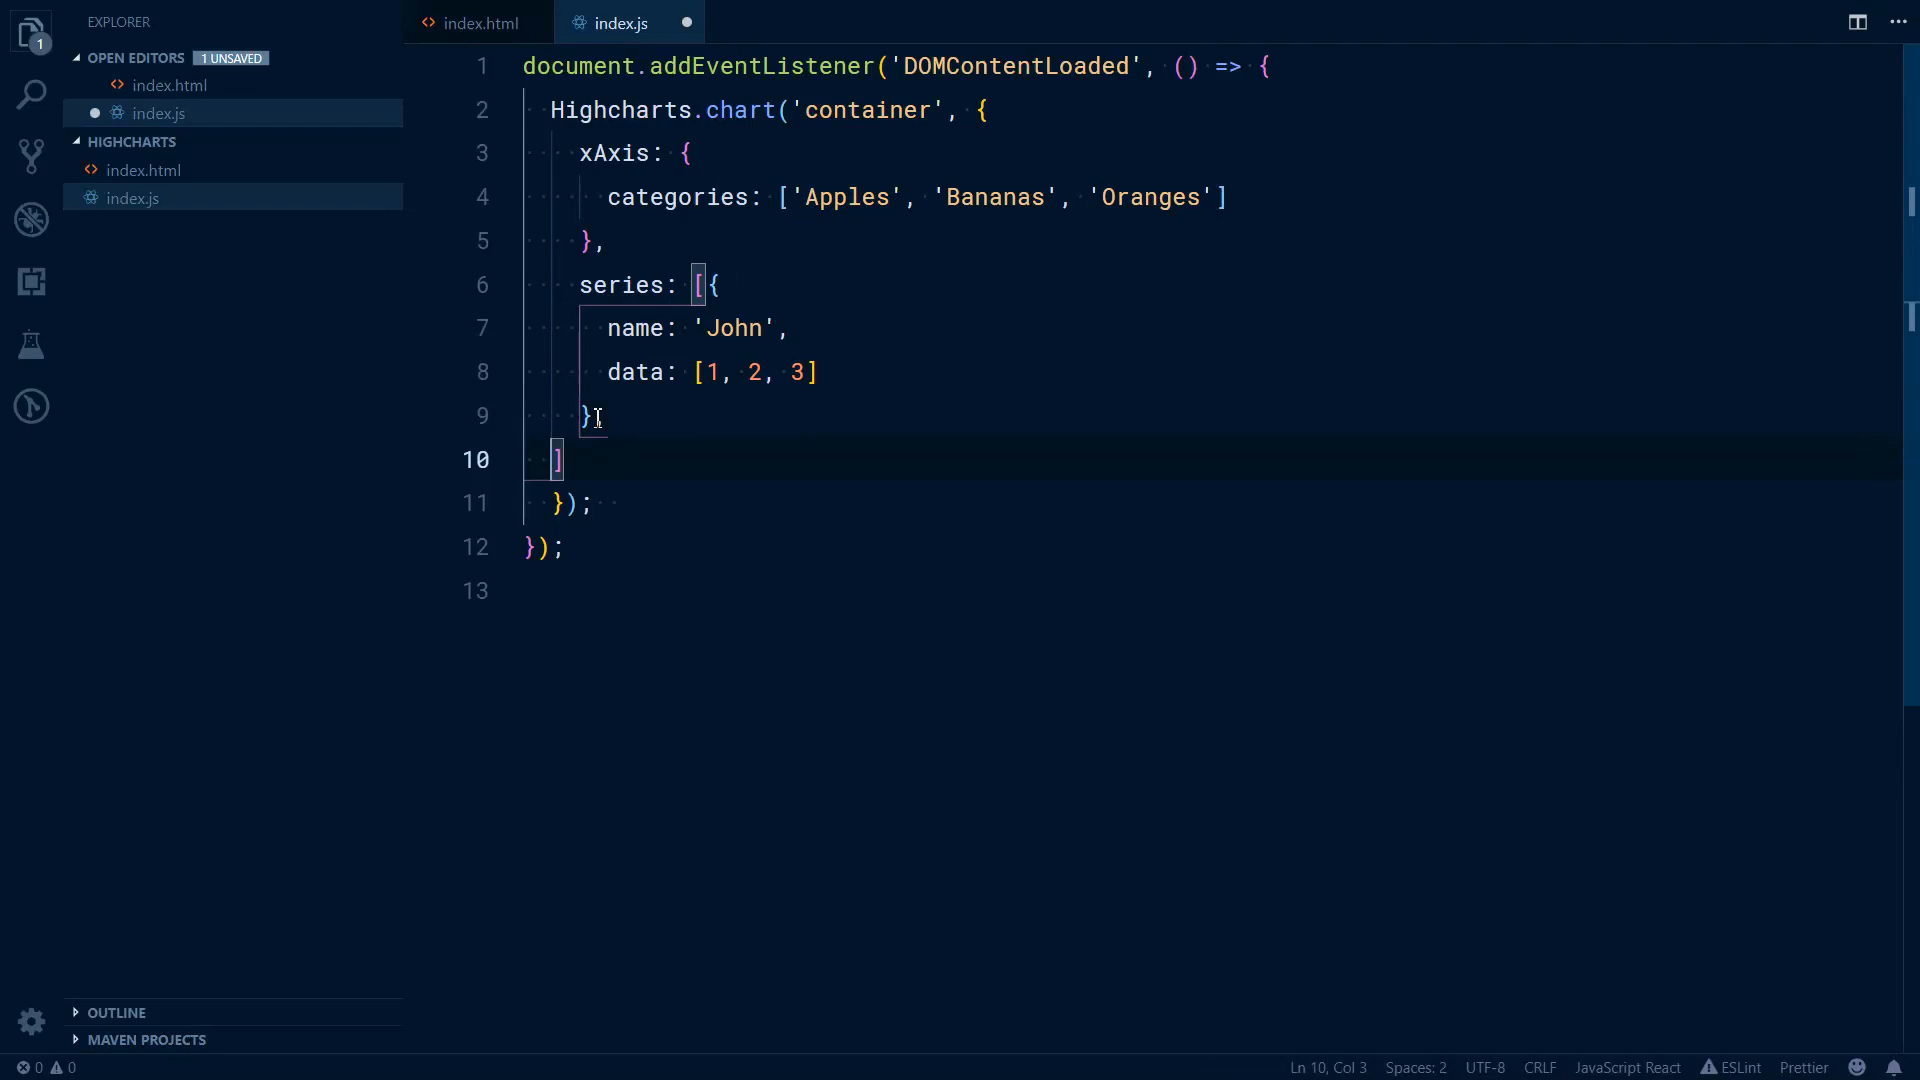 EXPLORER
OPEN EDITORS 1 UNSAVED
index.html
index.js
HIGHCHARTS
index.html
index.js
OUTLINE
MAVEN PROJECTS
1
index.html
index.js
1 document.addEventListener('DOMContentLoaded', () => {
2 Highcharts.chart('container', {
3 xAxis: {
4 categories: ['Apples', 'Bananas', 'Oranges']
5 },
6 series: [{
7 name: 'John',
8 data: [1, 2, 3]
9 }
10 ]
11 });
12 });
13
0 0
Ln 10, Col 3 Spaces: 2 UTF-8 CRLF JavaScript React ESLint Prettier